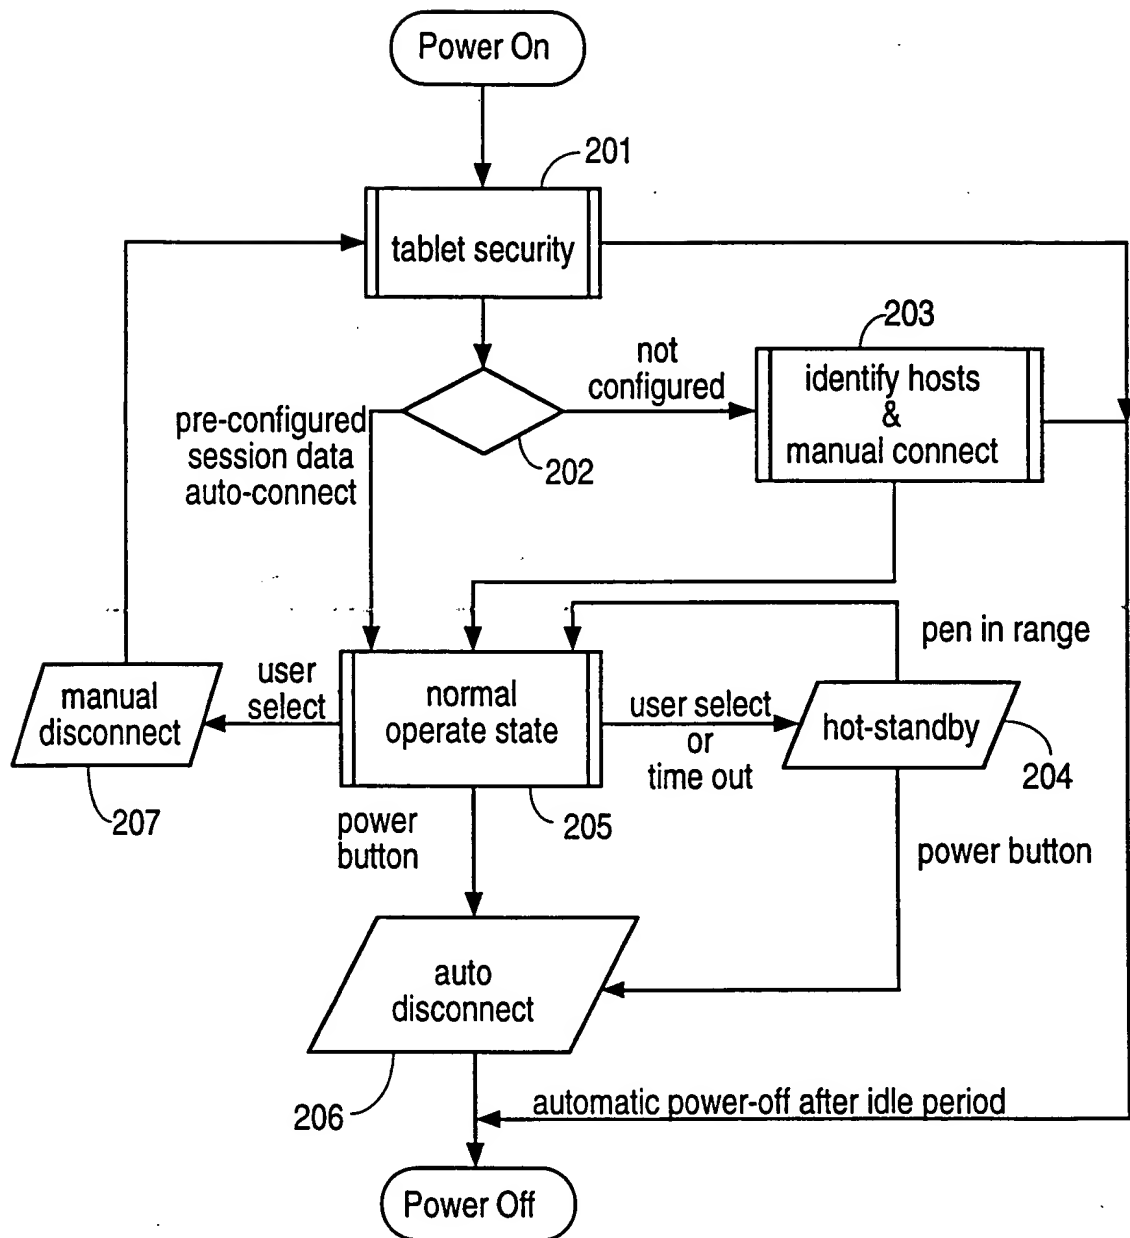 Power On
201
tablet security
203
not
configured
identify hosts
&
manual connect
pre-configured
session data
auto-connect
202
pen in range
manual
disconnect
user
select
normal
operate state
user select
or
time out
hot-standby
204
207
205
power
button
power button
auto
disconnect
206
automatic power-off after idle period
Power Off